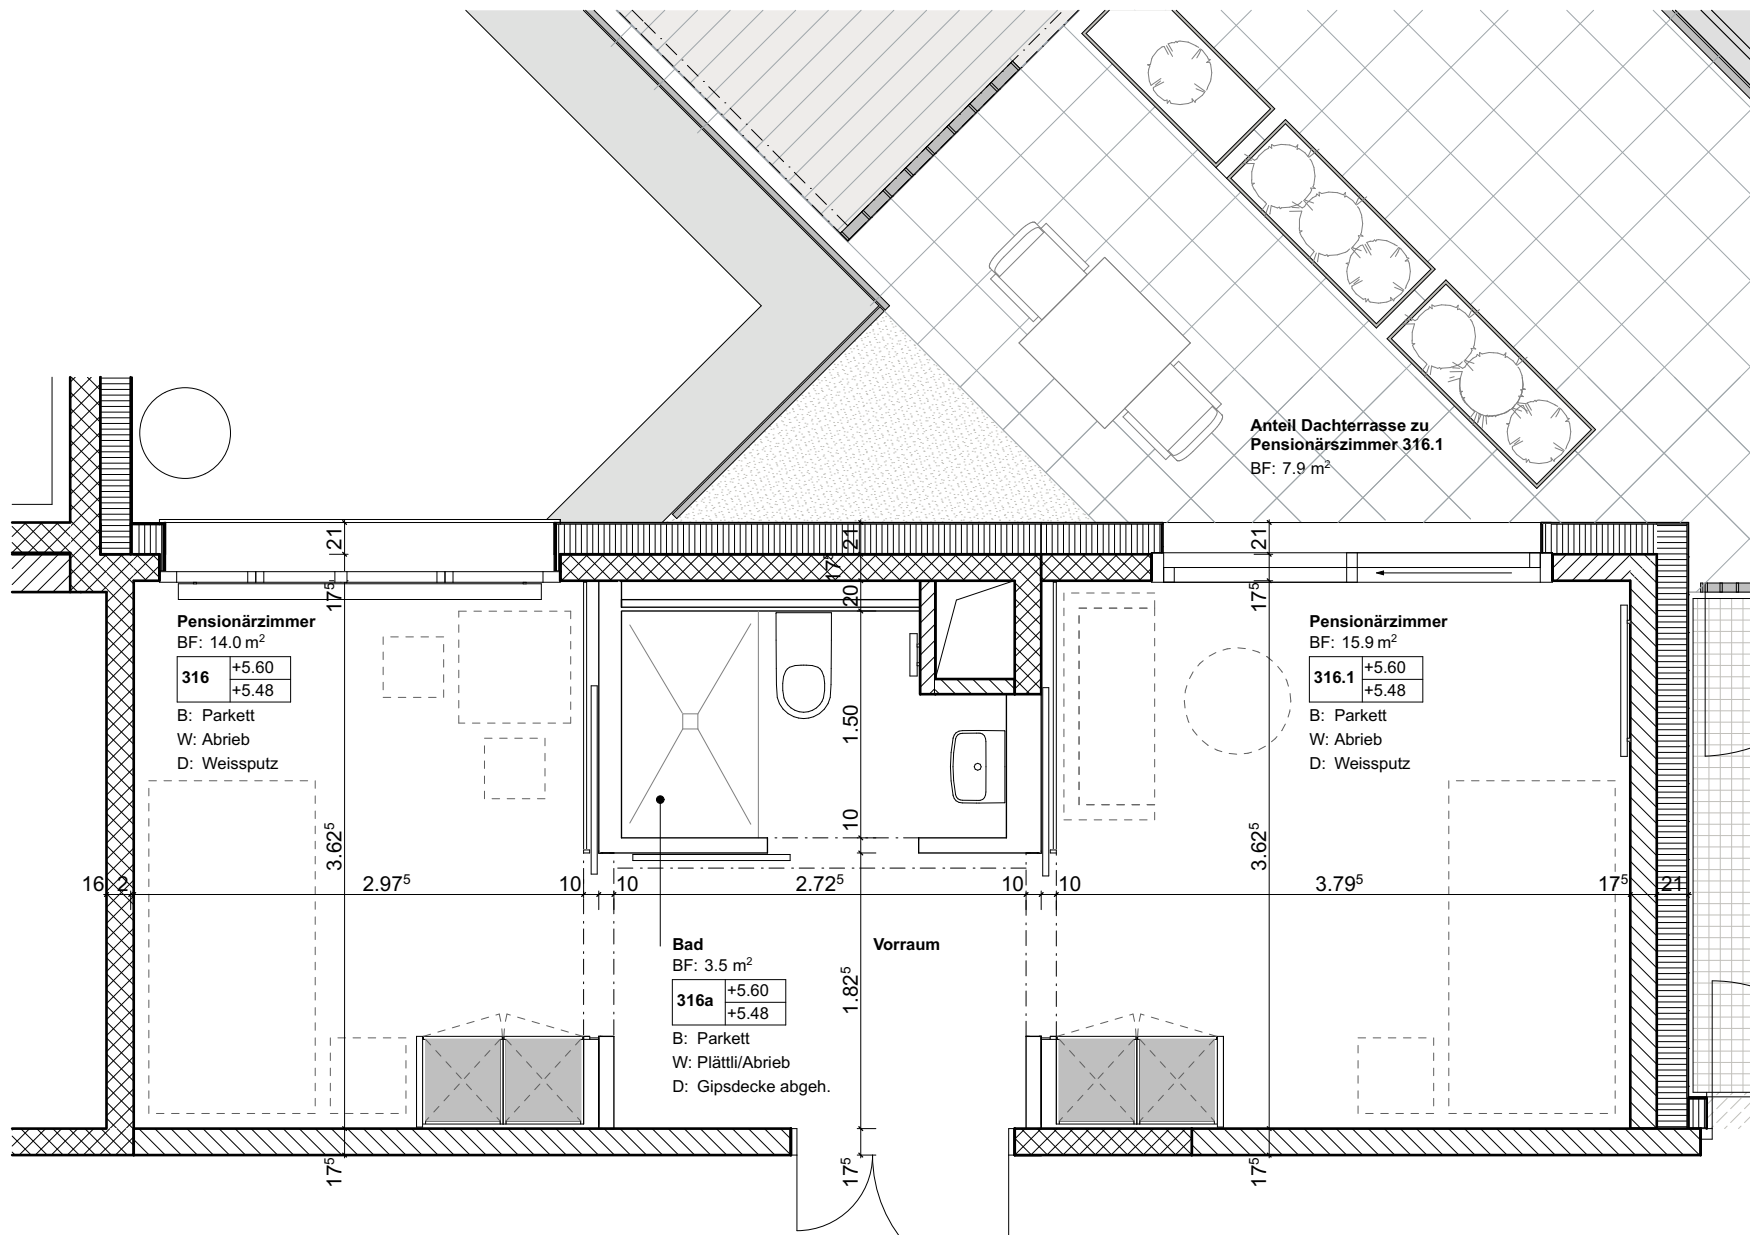 Anteil Dachterrasse zu
Pensionärszimmer 316.1
BF: 7.9 m²
21
21
21
17⁵
17⁵
17⁵
20
Pensionärzimmer
BF: 14.0 m²
316
+5.60
+5.48
B: Parkett
W: Abrieb
D: Weissputz
Pensionärzimmer
BF: 15.9 m²
316.1
+5.60
+5.48
B: Parkett
W: Abrieb
D: Weissputz
1.50
10
3.62⁵
3.62⁵
16
2
2.97⁵
10
10
2.72⁵
10
10
3.79⁵
17⁵
21
Bad
BF: 3.5 m²
316a
+5.60
+5.48
B: Parkett
W: Plättli/Abrieb
D: Gipsdecke abgeh.
Vorraum
1.82⁵
17⁵
17⁵
17⁵